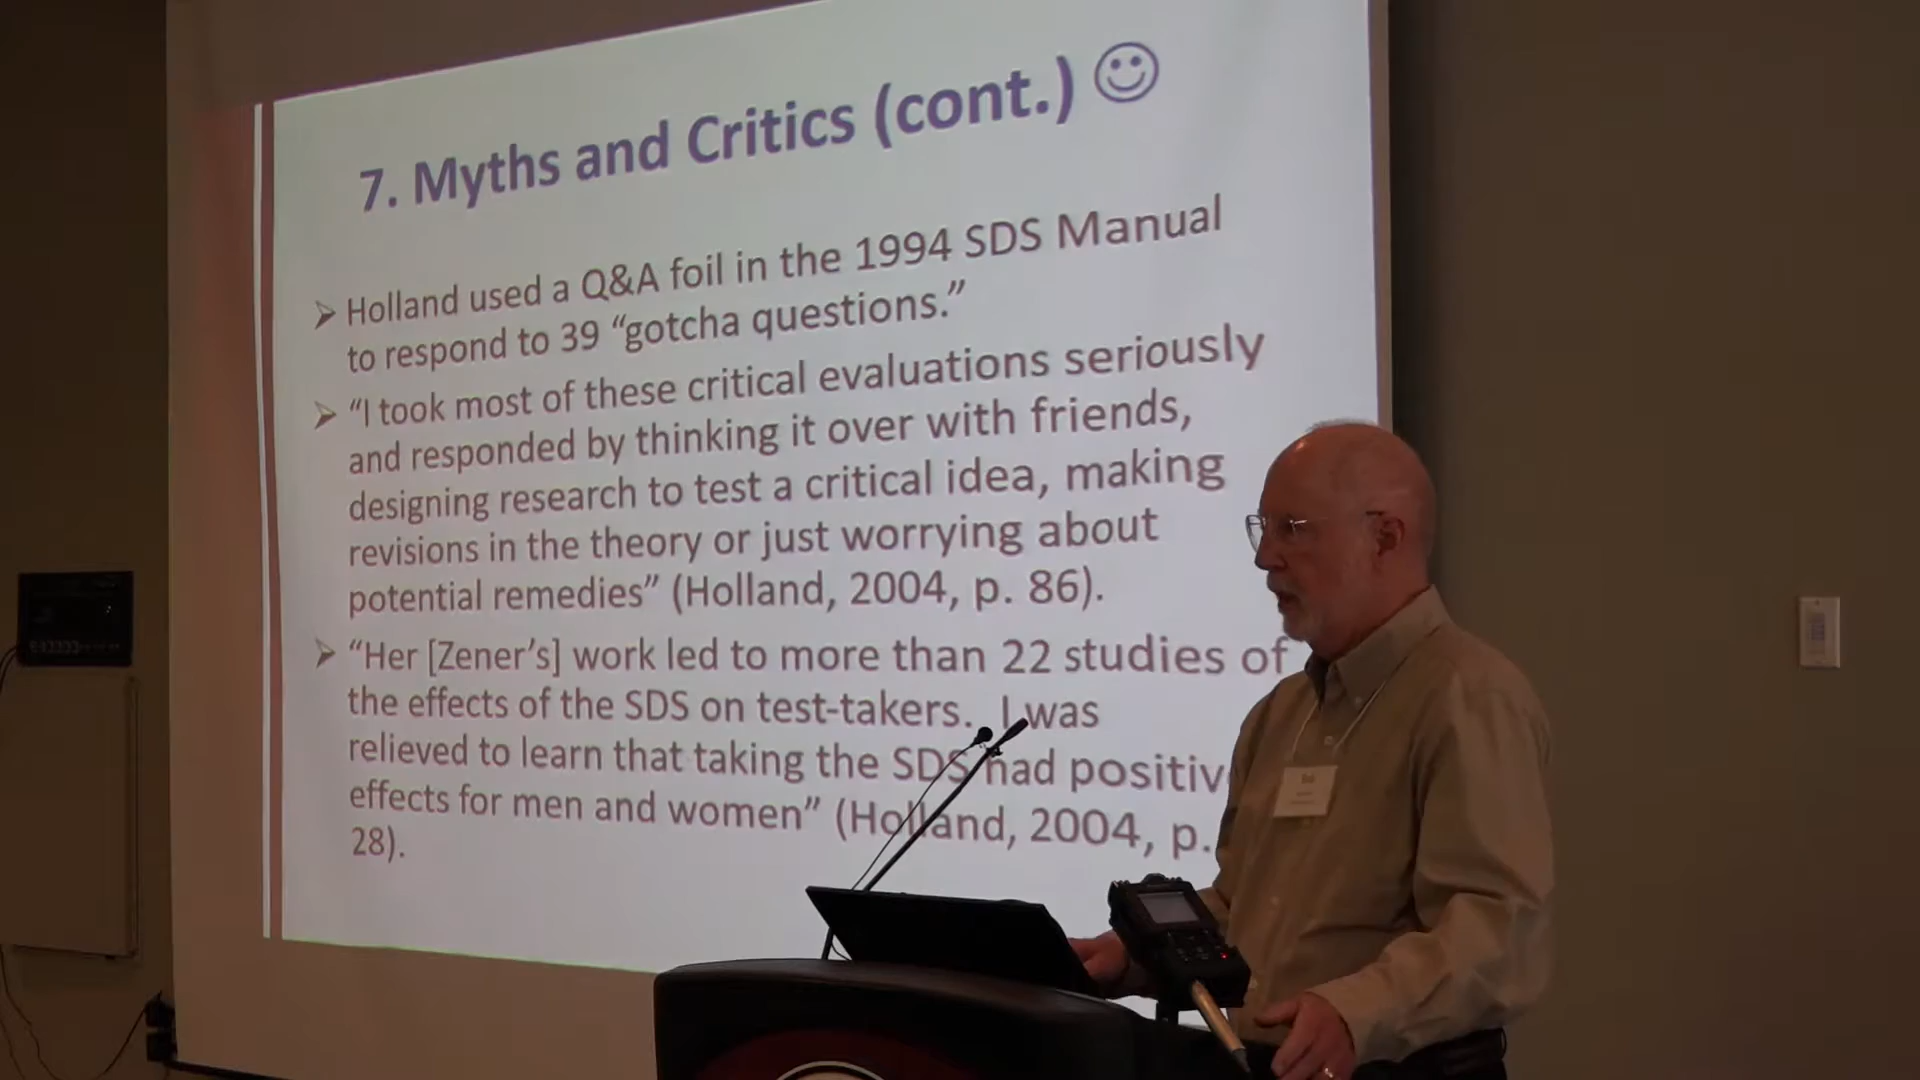 7. Myths and Critics (cont.)
Holland used a Q&A foil in the 1994 SDS Manual
to respond to 39 “gotcha questions.”
“I took most of these critical evaluations seriously
and responded by thinking it over with friends,
designing research to test a critical idea, making
revisions in the theory or just worrying about
potential remedies” (Holland, 2004, p. 86).
“Her [Zener’s] work led to more than 22 studies of
the effects of the SDS on test-takers. I was
relieved to learn that taking the SDS had positiv
effects for men and women” (Holland, 2004, p.
28).